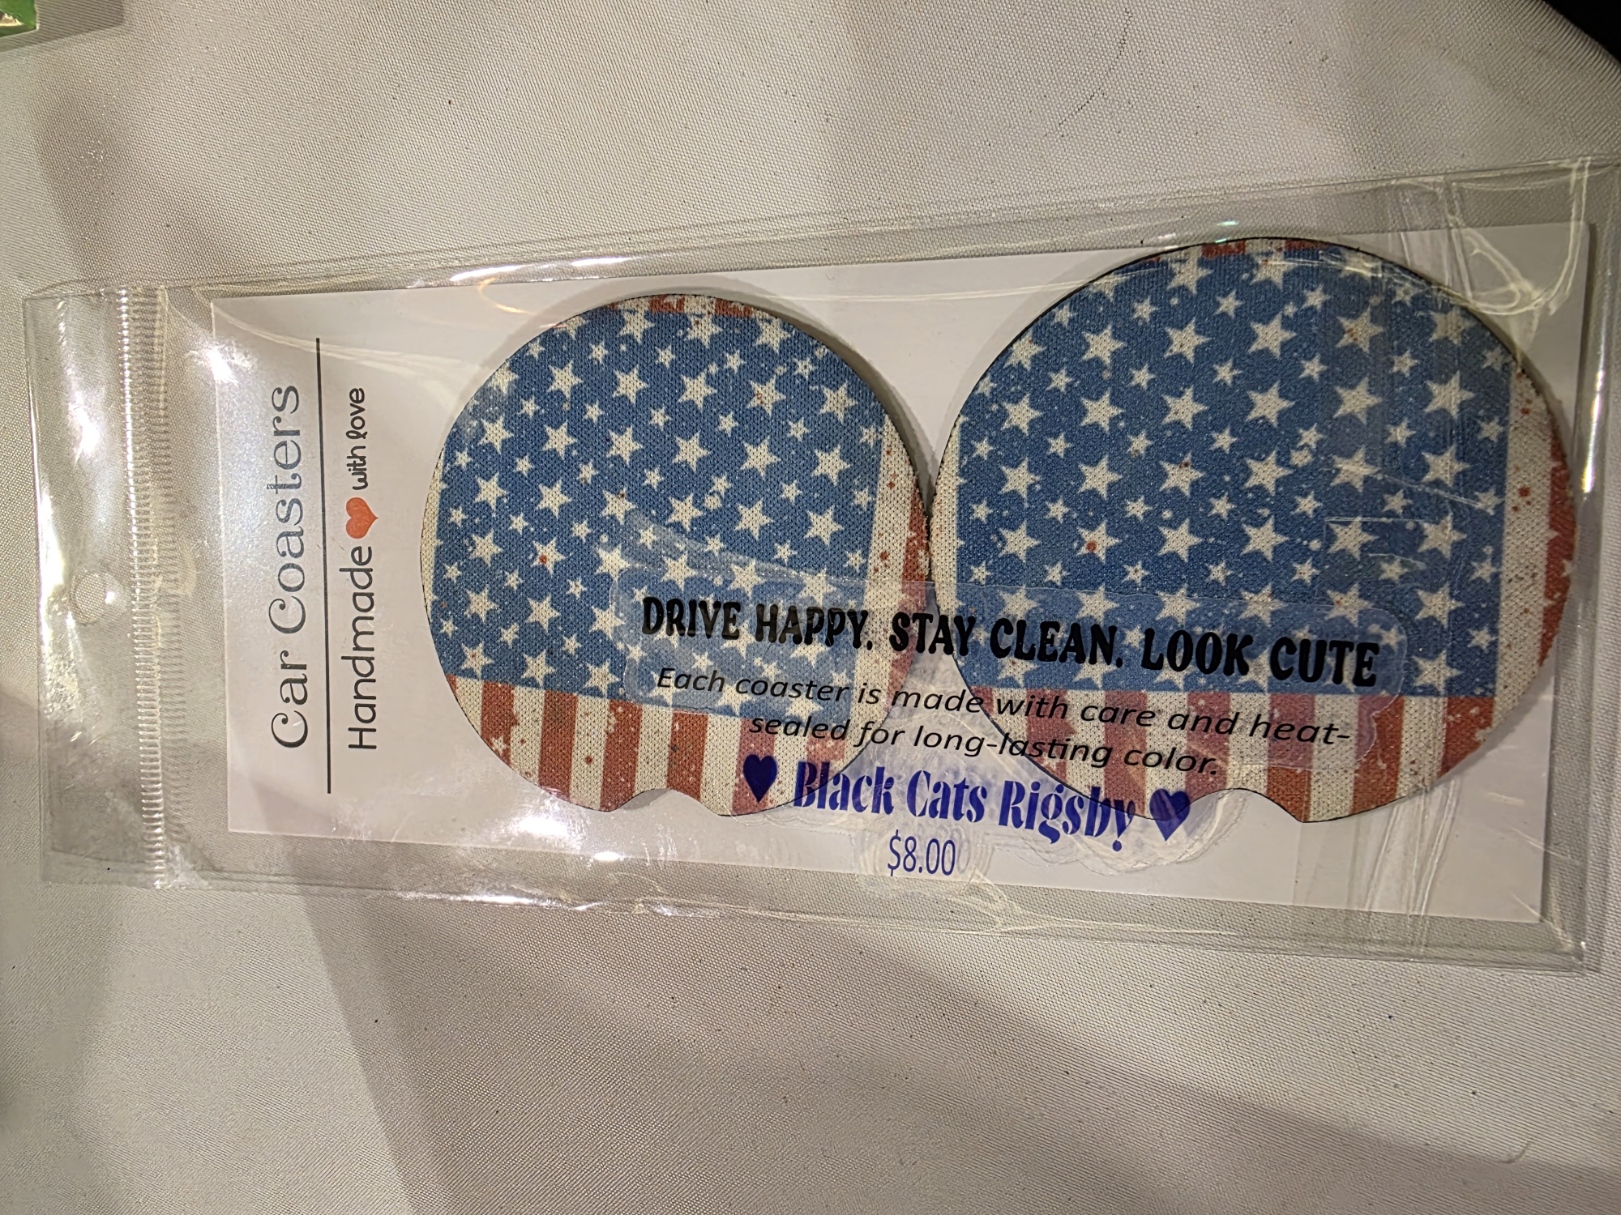 Car Coasters
Handmade ❤ with love
DRIVE HAPPY. STAY CLEAN. LOOK CUTE
Each coaster is made with care and heat-
sealed for long-lasting color.
♥ Black Cats Rigsby ♥
$8.00